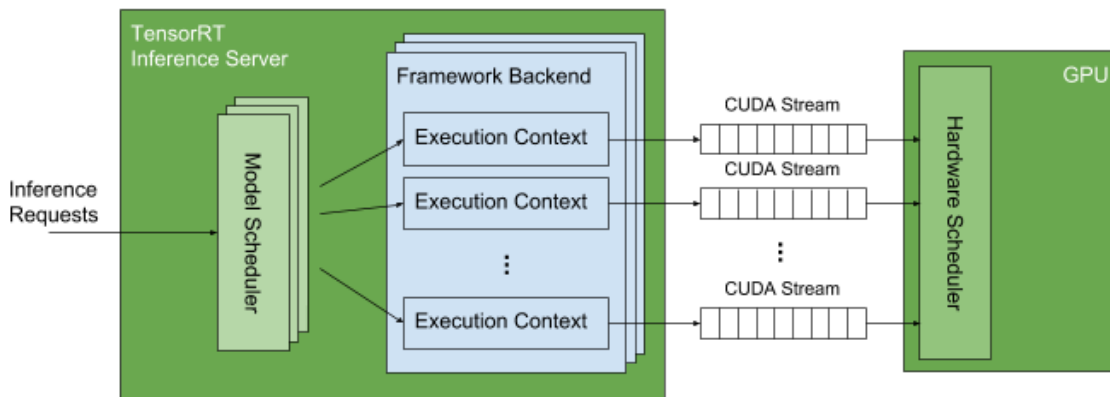 TensorRT
Inference Server
Framework Backend
GPU
Model Scheduler
Inference
Requests
Execution Context
CUDA Stream
Execution Context
CUDA Stream
...
...
Execution Context
CUDA Stream
Hardware Scheduler